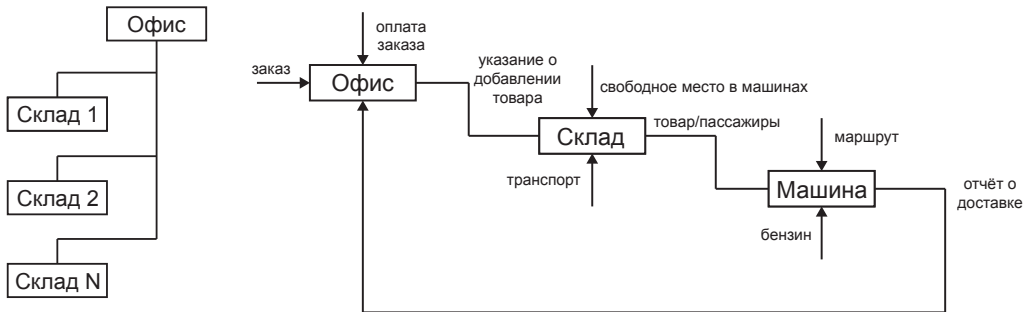 Офис
Склад 1
Склад 2
Склад N
оплата
заказа
заказ
Офис
указание о
добавлении
товара
свободное место в машинах
Склад
товар/пассажиры
транспорт
маршрут
Машина
отчёт о
доставке
бензин